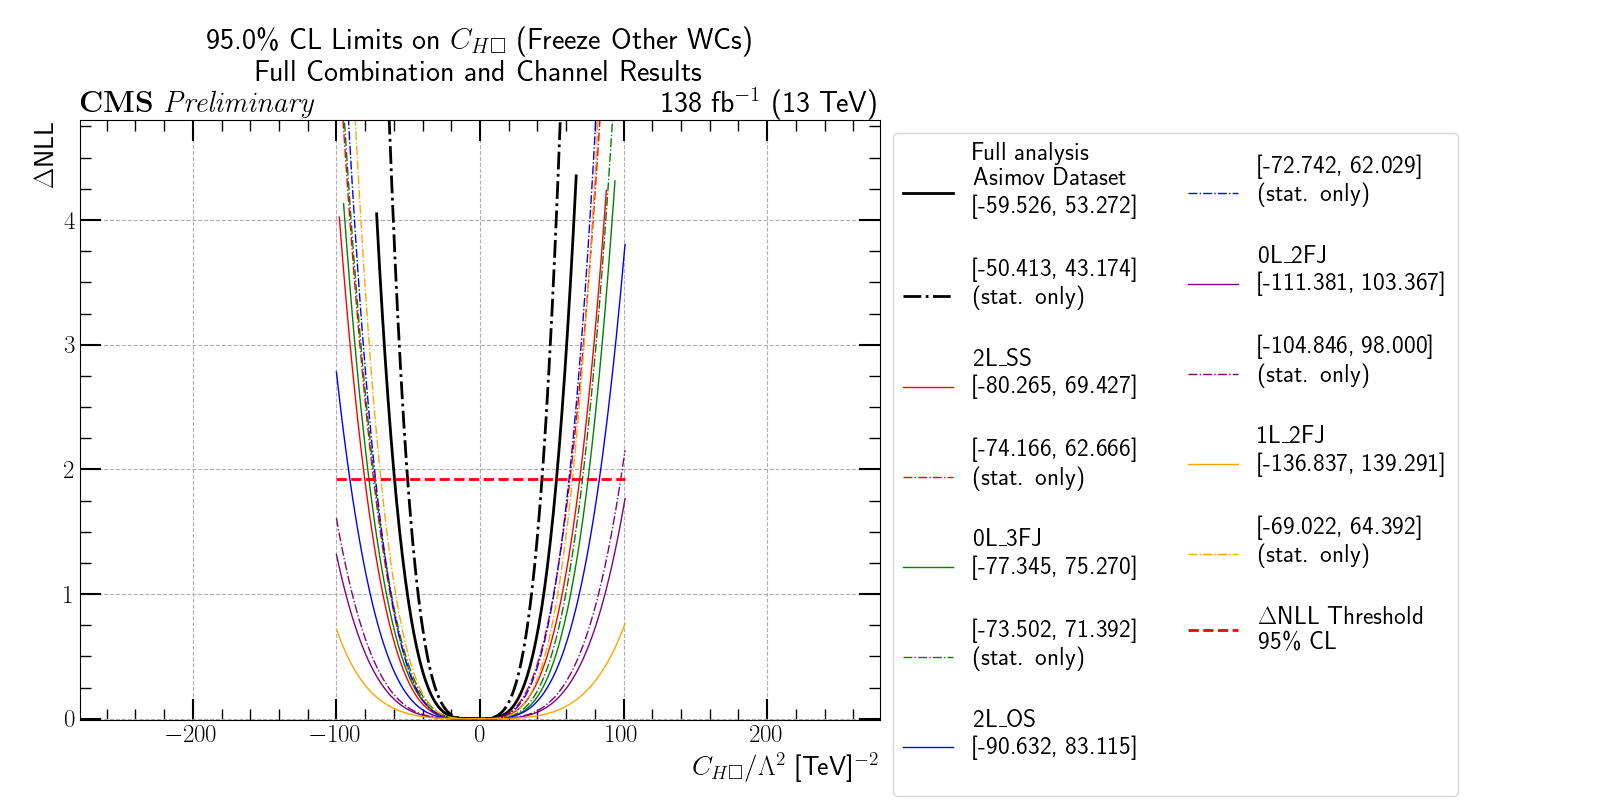 95.0% CL Limits on C_{H□} (Freeze Other WCs)
Full Combination and Channel Results
CMS Preliminary
138 fb⁻¹ (13 TeV)
ΔNLL
4
3
2
1
0
−200
−100
0
100
200
C_{H□}/Λ² [TeV]⁻²
Full analysis
Asimov Dataset
[-59.526, 53.272]
[-50.413, 43.174]
(stat. only)
2L_SS
[-80.265, 69.427]
[-74.166, 62.666]
(stat. only)
0L_3FJ
[-77.345, 75.270]
[-73.502, 71.392]
(stat. only)
2L_OS
[-90.632, 83.115]
[-72.742, 62.029]
(stat. only)
0L_2FJ
[-111.381, 103.367]
[-104.846, 98.000]
(stat. only)
1L_2FJ
[-136.837, 139.291]
[-69.022, 64.392]
(stat. only)
ΔNLL Threshold
95% CL